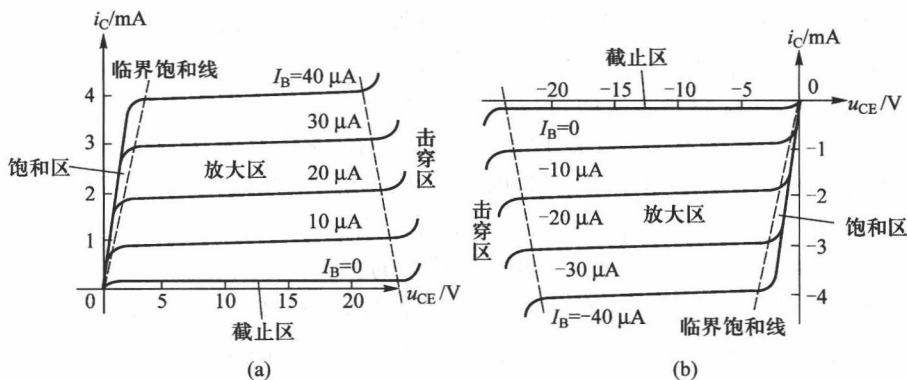 i_C/mA
临界饱和线
I_B=40 μA
4
30 μA
3
击穿区
饱和区
放大区
20 μA
2
10 μA
1
I_B=0
0
5
10
15
20
u_CE/V
截止区
(a)
i_C/mA
截止区
0
−20
−15
−10
−5
u_CE/V
I_B=0
−1
−10 μA
−2
击穿区
−20 μA
放大区
饱和区
−3
−30 μA
−4
I_B=−40 μA
临界饱和线
(b)